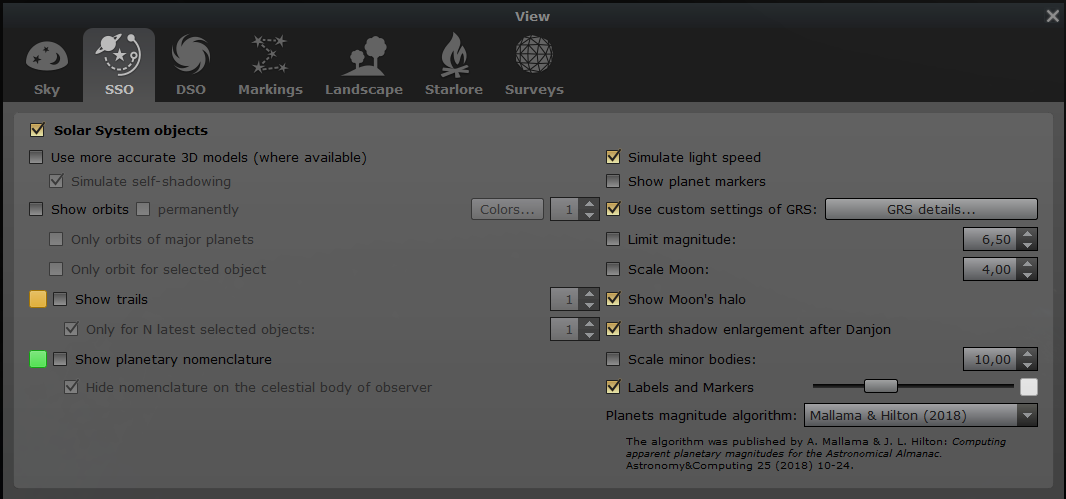 View
Sky
SSO
DSO
Markings
Landscape
Starlore
Surveys
Solar System objects
Use more accurate 3D models (where available)
Simulate self-shadowing
Show orbits
permanently
Colors...
1
Only orbits of major planets
Only orbit for selected object
Show trails
1
Only for N latest selected objects:
1
Show planetary nomenclature
Hide nomenclature on the celestial body of observer
Simulate light speed
Show planet markers
Use custom settings of GRS:
GRS details...
Limit magnitude:
6,50
Scale Moon:
4,00
Show Moon's halo
Earth shadow enlargement after Danjon
Scale minor bodies:
10,00
Labels and Markers
Planets magnitude algorithm:
Mallama & Hilton (2018)
The algorithm was published by A. Mallama & J. L. Hilton: Computing
apparent planetary magnitudes for the Astronomical Almanac.
Astronomy&Computing 25 (2018) 10-24.